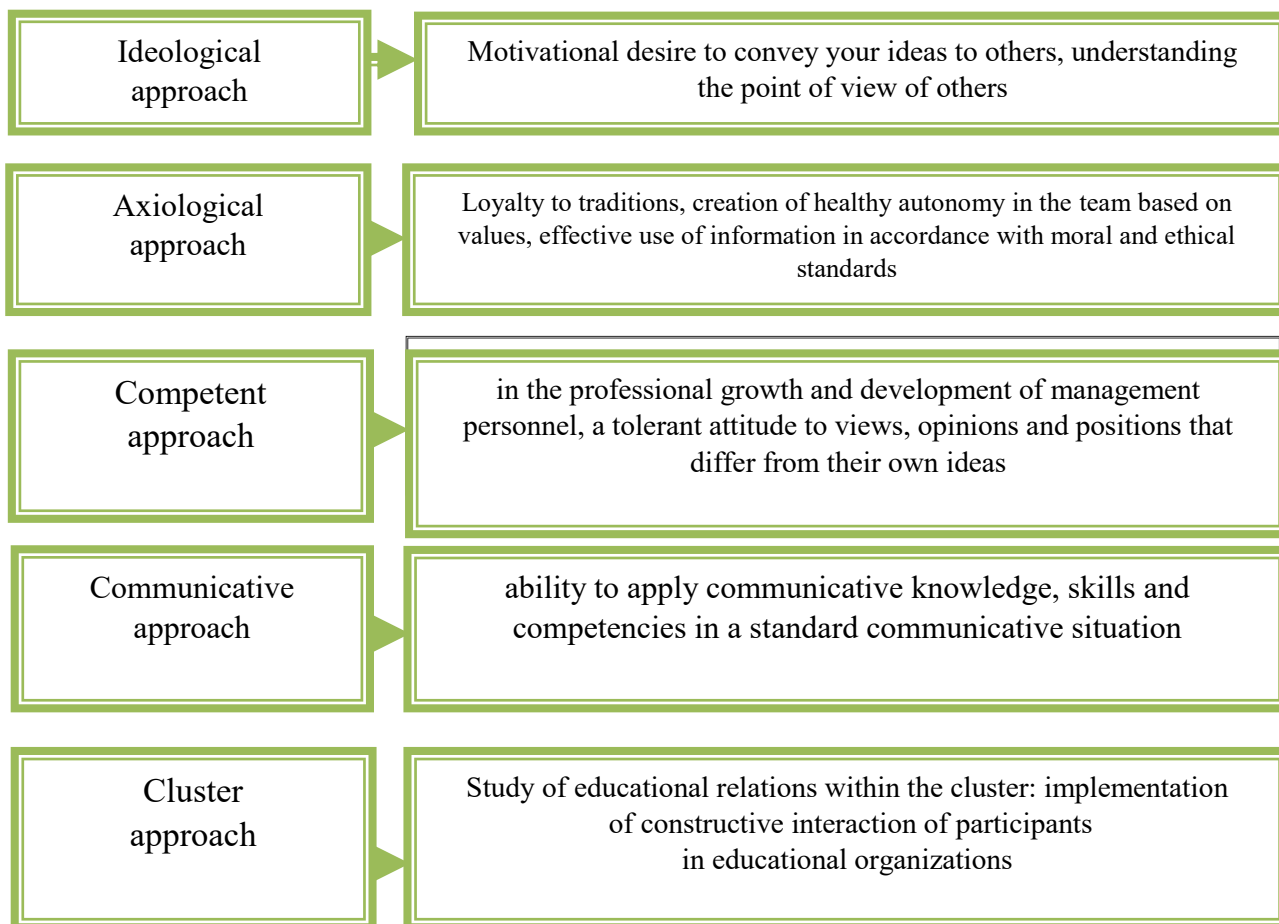 Ideological
approach
Motivational desire to convey your ideas to others, understanding
the point of view of others
Axiological
approach
Loyalty to traditions, creation of healthy autonomy in the team based on
values, effective use of information in accordance with moral and ethical
standards
Competent
approach
in the professional growth and development of management
personnel, a tolerant attitude to views, opinions and positions that
differ from their own ideas
Communicative
approach
ability to apply communicative knowledge, skills and
competencies in a standard communicative situation
Cluster
approach
Study of educational relations within the cluster: implementation
of constructive interaction of participants
in educational organizations